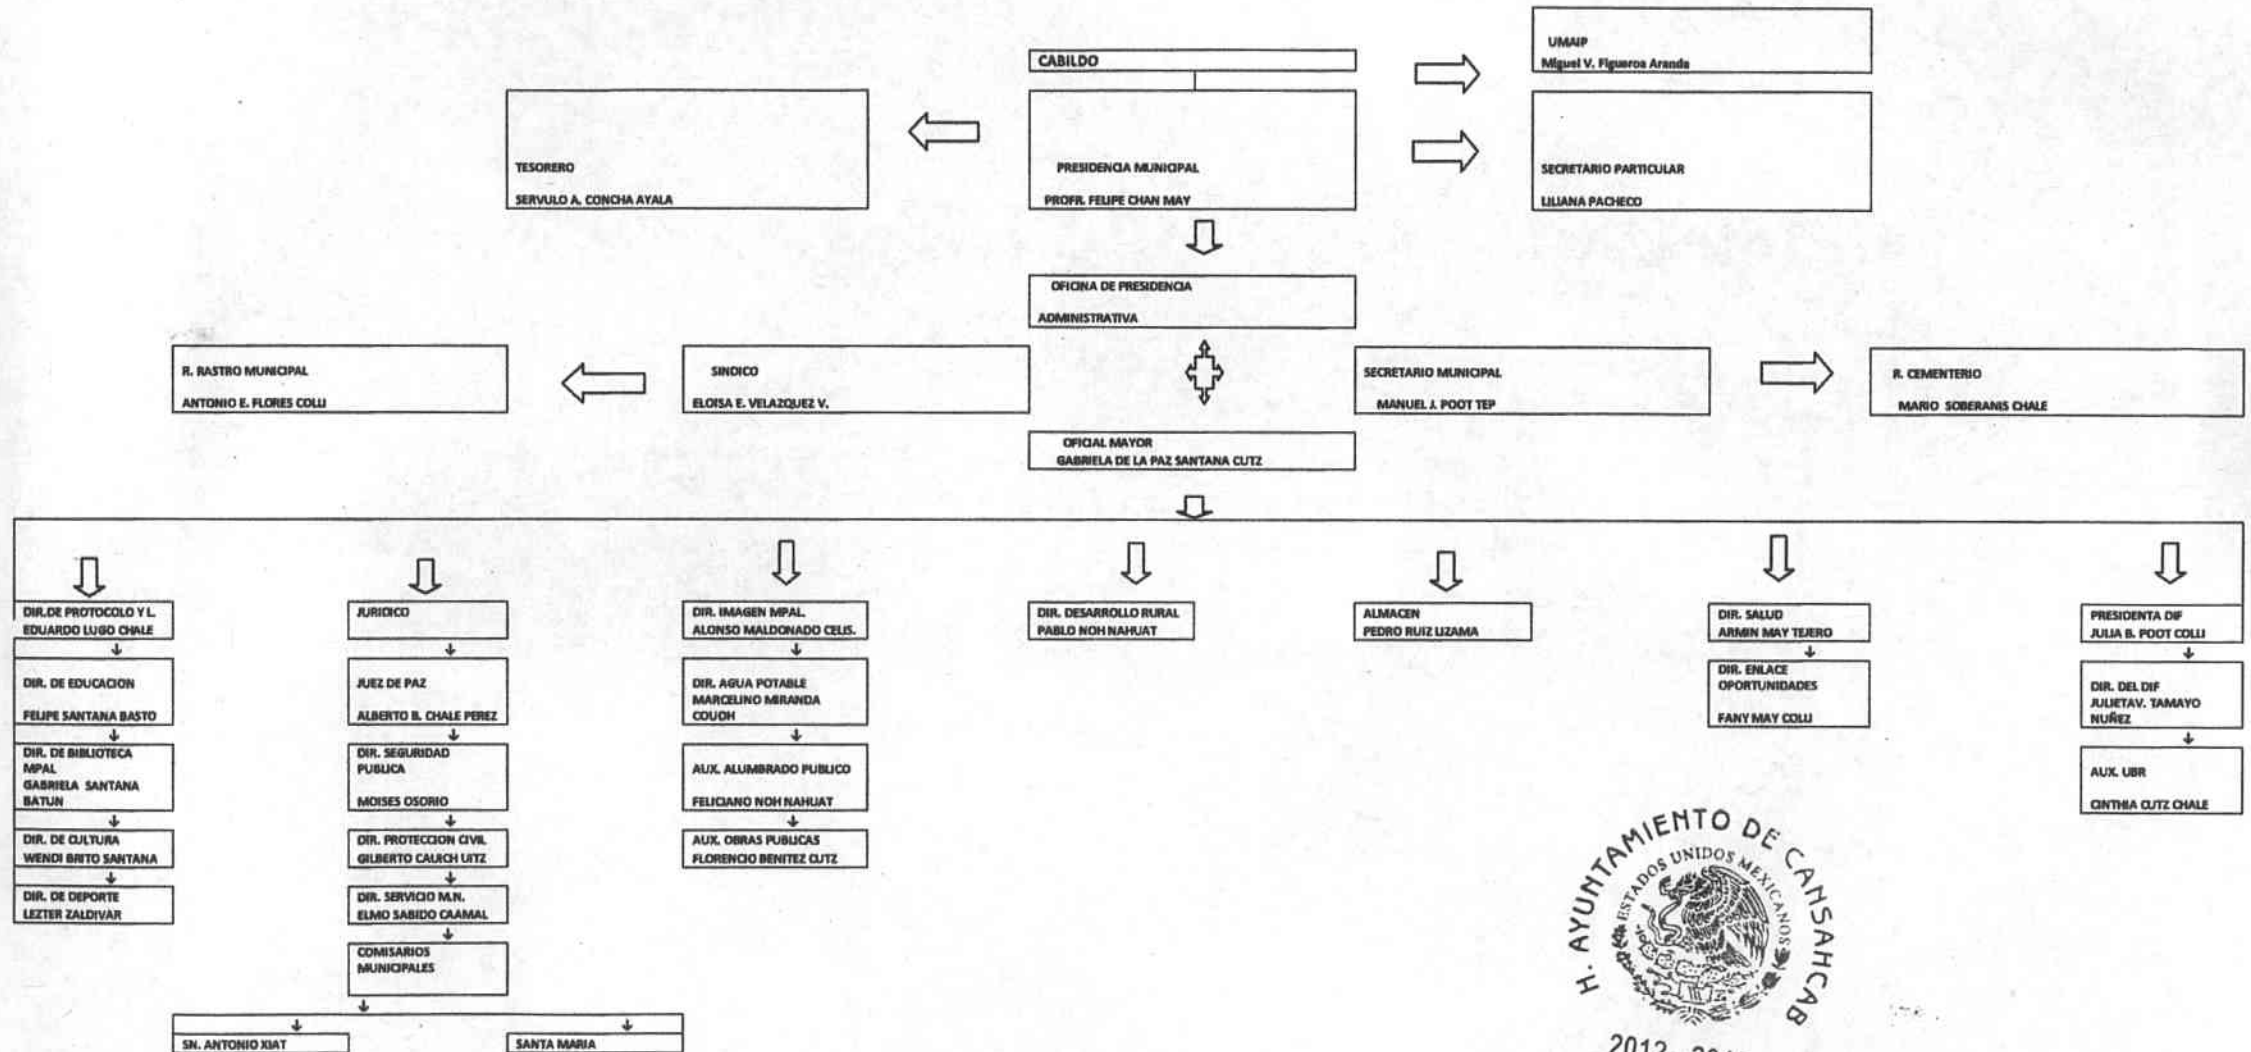 UMAIP
Miguel V. Figueroa Aranda
CABILDO
TESORERO
SERVULO A. CONCHA AYALA
PRESIDENCIA MUNICIPAL
PROFR. FELIPE CHAN MAY
SECRETARIO PARTICULAR
LILIANA PACHECO
OFICINA DE PRESIDENCIA
ADMINISTRATIVA
R. RASTRO MUNICIPAL
ANTONIO E. FLORES COLLI
SINDICO
ELOISA E. VELAZQUEZ V.
SECRETARIO MUNICIPAL
MANUEL J. POOT TEP
R. CEMENTERIO
MARIO SOBERANIS CHALE
OFICIAL MAYOR
GABRIELA DE LA PAZ SANTANA CUTZ
DIR.DE PROTOCOLO Y L.
EDUARDO LUGO CHALE
DIR. DE EDUCACION
FELIPE SANTANA BASTO
DIR. DE BIBLIOTECA
MPAL
GABRIELA SANTANA
BATUN
DIR. DE CULTURA
WENDI BRITO SANTANA
DIR. DE DEPORTE
LEZTER ZALDIVAR
JURIDICO
JUEZ DE PAZ
ALBERTO B. CHALE PEREZ
DIR. SEGURIDAD
PUBLICA
MOISES OSORIO
DIR. PROTECCION CIVIL
GILBERTO CAUICH UITZ
DIR. SERVICIO M.N.
ELMO SABIDO CAAMAL
COMISARIOS
MUNICIPALES
SN. ANTONIO XIAT
SANTA MARIA
DIR. IMAGEN MPAL.
ALONSO MALDONADO CELIS.
DIR. AGUA POTABLE
MARCELINO MIRANDA
COUOH
AUX. ALUMBRADO PUBLICO
FELICIANO NOH NAHUAT
AUX. OBRAS PUBLICAS
FLORENCIO BENITEZ CUTZ
DIR. DESARROLLO RURAL
PABLO NOH NAHUAT
ALMACEN
PEDRO RUIZ LIZAMA
DIR. SALUD
ARMIN MAY TEJERO
DIR. ENLACE
OPORTUNIDADES
FANY MAY COLLI
PRESIDENTA DIF
JULIA B. POOT COLLI
DIR. DEL DIF
JULIETAV. TAMAYO
NUÑEZ
AUX. UBR
CINTHIA CUTZ CHALE
H. AYUNTAMIENTO DE CANSAHCAB
ESTADOS UNIDOS MEXICANOS
2012